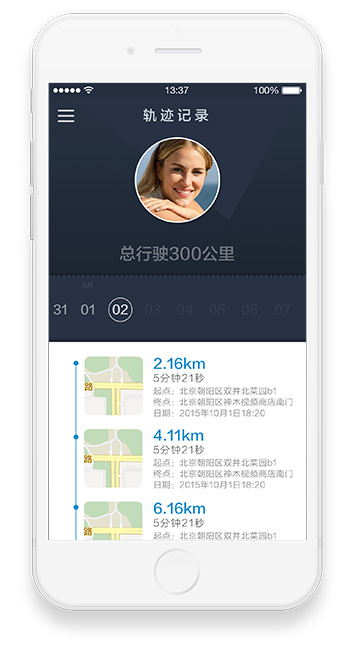 13:37
100%
轨迹记录
总行驶300公里
6月
31 01 02 03 04 05 06 07
2.16km
5分钟21秒
起点：北京朝阳区双井北菜园b1
终点：北京朝阳区神木视频商店南门
日期：2015年10月1日18:20
路
4.11km
5分钟21秒
起点：北京朝阳区双井北菜园b1
终点：北京朝阳区神木视频商店南门
日期：2015年10月1日18:20
路
6.16km
5分钟21秒
起点：北京朝阳区双井北菜园b1
路